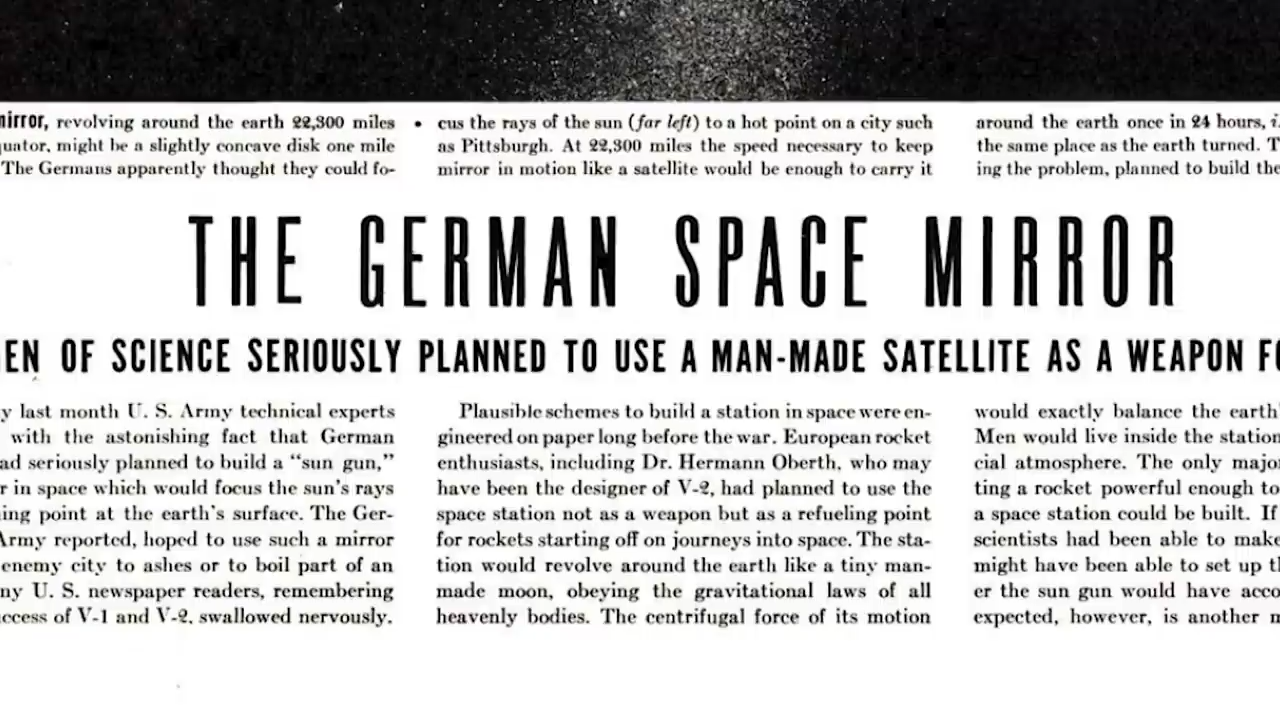 mirror, revolving around the earth 22,300 miles
quator, might be a slightly concave disk one mile
The Germans apparently thought they could fo-
cus the rays of the sun (far left) to a hot point on a city such
as Pittsburgh. At 22,300 miles the speed necessary to keep
mirror in motion like a satellite would be enough to carry it
around the earth once in 24 hours, i.
the same place as the earth turned. T
ing the problem, planned to build the
THE GERMAN SPACE MIRROR
EN OF SCIENCE SERIOUSLY PLANNED TO USE A MAN-MADE SATELLITE AS A WEAPON FO
y last month U. S. Army technical experts
with the astonishing fact that German
ad seriously planned to build a “sun gun,”
r in space which would focus the sun's rays
ing point at the earth's surface. The Ger-
Army reported, hoped to use such a mirror
enemy city to ashes or to boil part of an
ny U. S. newspaper readers, remembering
ccess of V-1 and V-2, swallowed nervously.
Plausible schemes to build a station in space were en-
gineered on paper long before the war. European rocket
enthusiasts, including Dr. Hermann Oberth, who may
have been the designer of V-2, had planned to use the
space station not as a weapon but as a refueling point
for rockets starting off on journeys into space. The sta-
tion would revolve around the earth like a tiny man-
made moon, obeying the gravitational laws of all
heavenly bodies. The centrifugal force of its motion
would exactly balance the earth'
Men would live inside the station
cial atmosphere. The only major
ting a rocket powerful enough to
a space station could be built. If
scientists had been able to make
might have been able to set up th
er the sun gun would have acco
expected, however, is another m